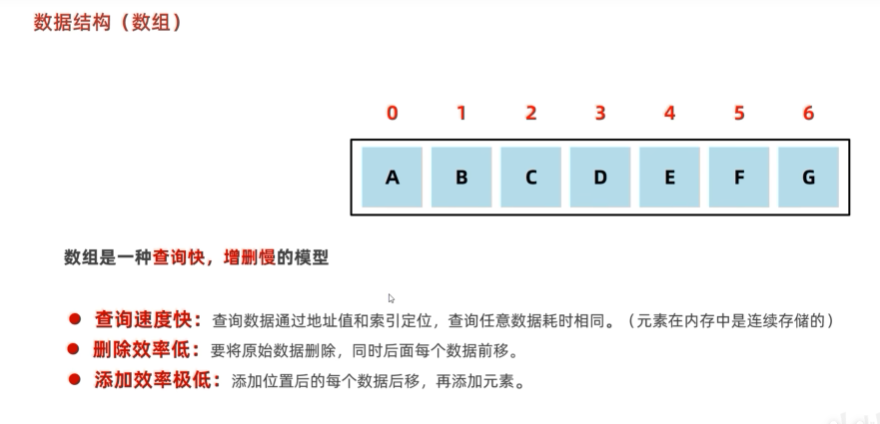 数据结构（数组）
0 1 2 3 4 5 6
A B C D E F G
数组是一种查询快，增删慢的模型
● 查询速度快：查询数据通过地址值和索引定位，查询任意数据耗时相同。（元素在内存中是连续存储的）
● 删除效率低：要将原始数据删除，同时后面每个数据前移。
● 添加效率极低：添加位置后的每个数据后移，再添加元素。